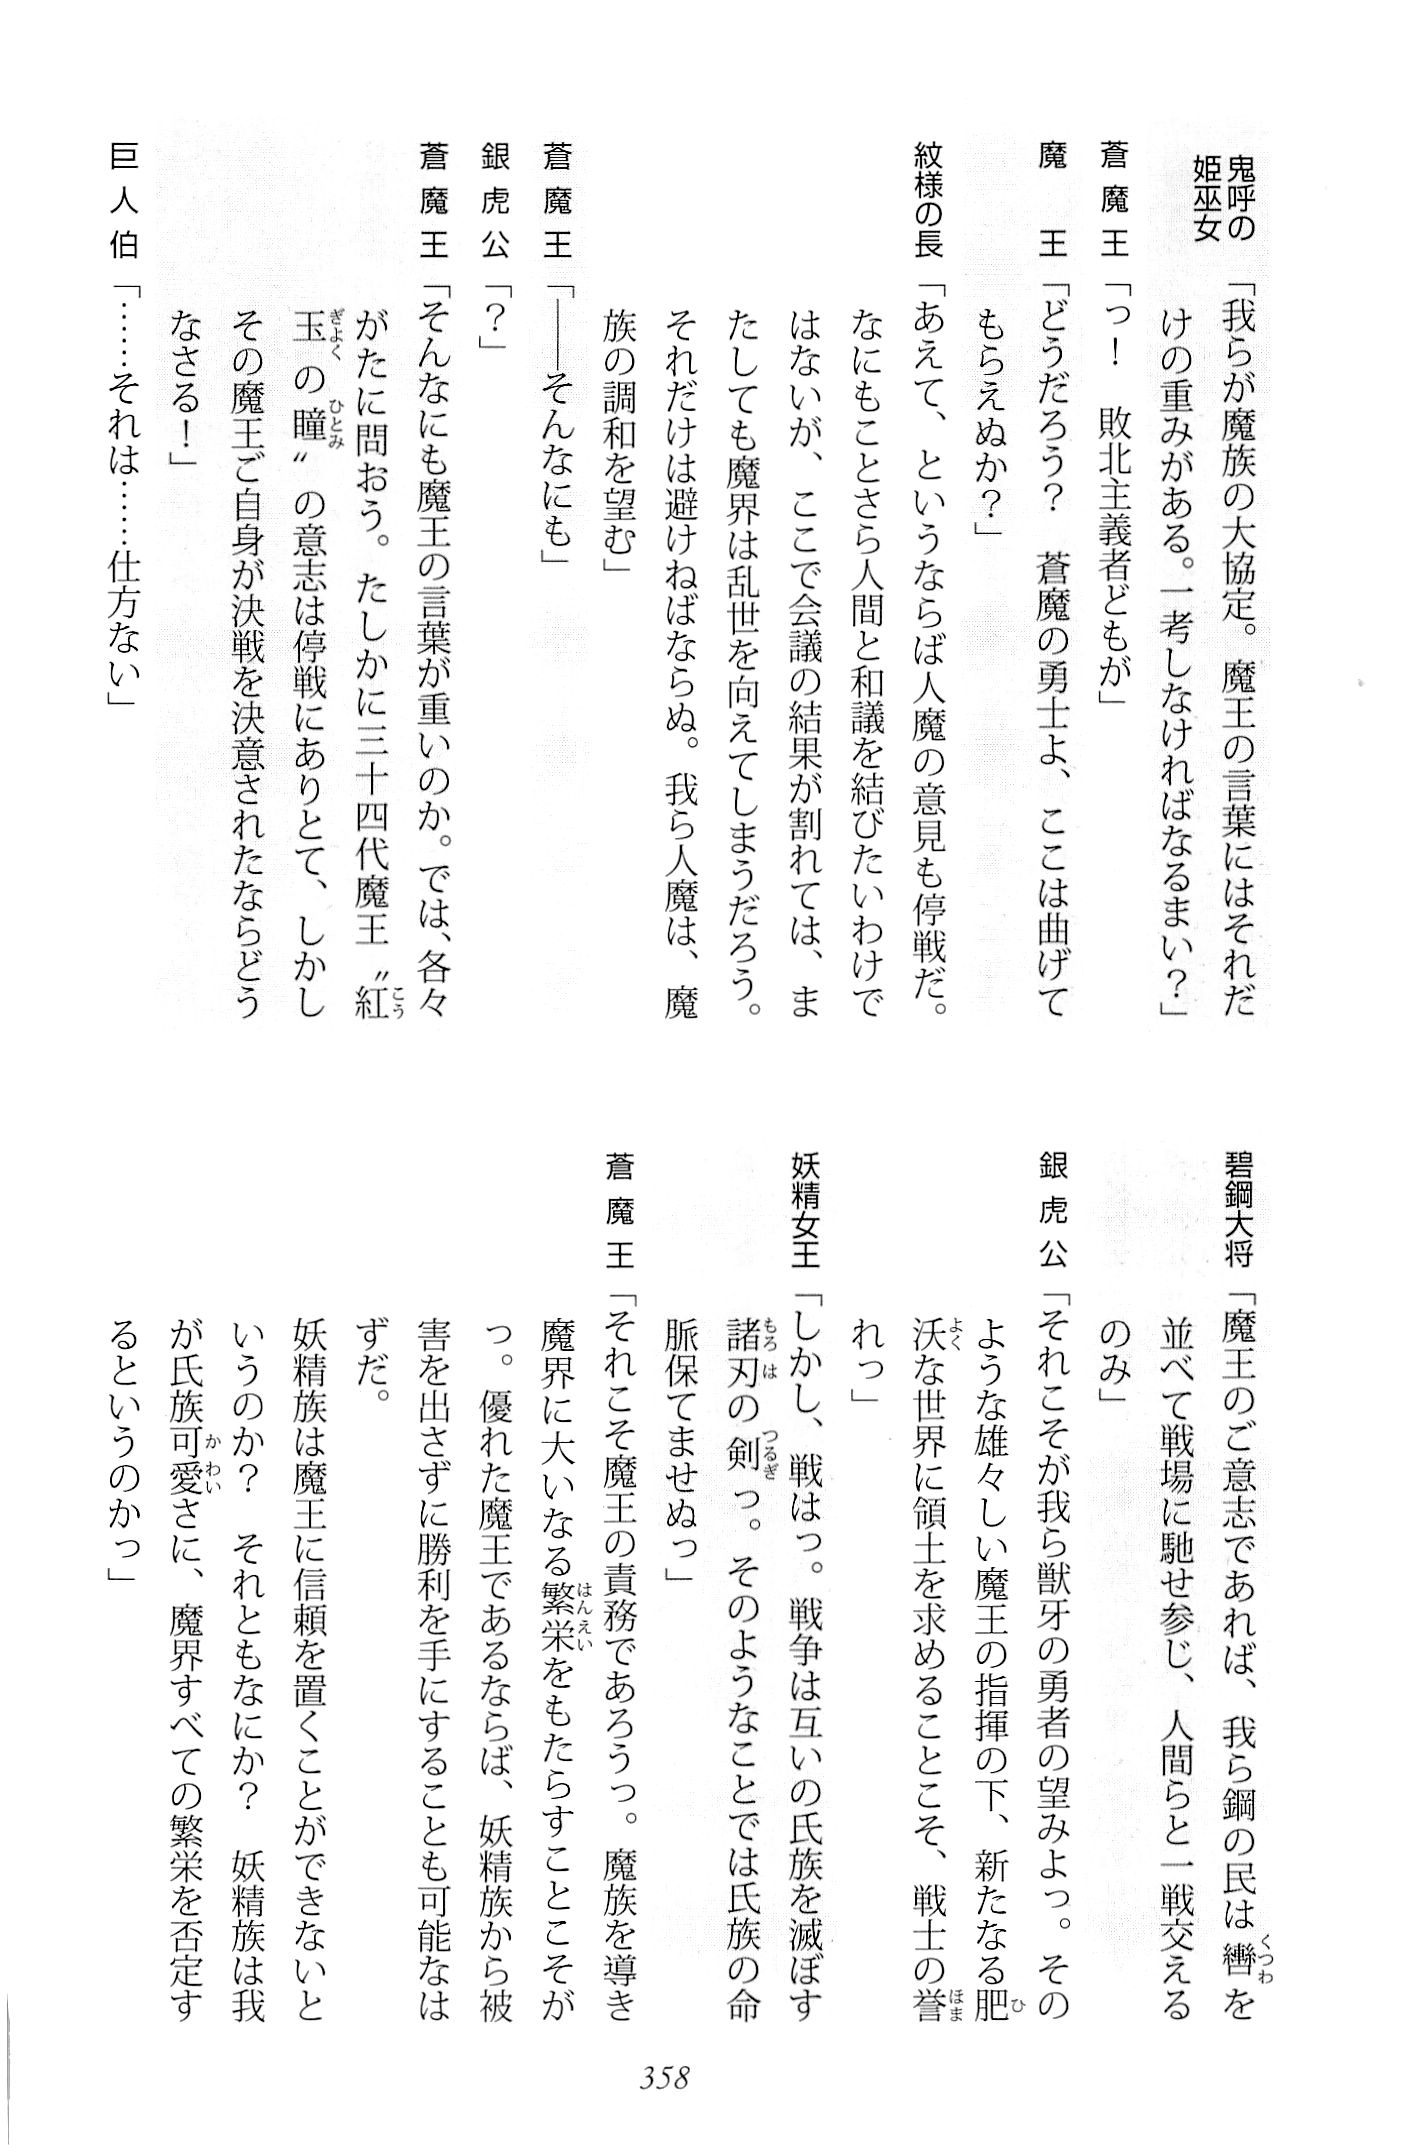 鬼呼の
姫巫女「我らが魔族の大協定。魔王の言葉にはそれだ
けの重みがある。一考しなければなるまい？」
蒼魔王「っ！　敗北主義者どもが」
魔　王「どうだろう？　蒼魔の勇士よ、ここは曲げて
もらえぬか？」
紋様の長「あえて、というならば人魔の意見も停戦だ。
なにもことさら人間と和議を結びたいわけで
はないが、ここで会議の結果が割れては、ま
たしても魔界は乱世を向えてしまうだろう。
それだけは避けねばならぬ。我ら人魔は、魔
族の調和を望む」
蒼魔王「――そんなにも」
銀虎公「？」
蒼魔王「そんなにも魔王の言葉が重いのか。では、各々
がたに問おう。たしかに三十四代魔王〝紅
玉の瞳〟の意志は停戦にありとて、しかし
その魔王ご自身が決戦を決意されたならどう
なさる！」
巨人伯「……それは……仕方ない」
碧鋼大将「魔王のご意志であれば、我ら鋼の民は轡を
並べて戦場に馳せ参じ、人間らと一戦交える
のみ」
銀虎公「それこそが我ら獣牙の勇者の望みよっ。その
ような雄々しい魔王の指揮の下、新たなる肥
沃な世界に領土を求めることこそ、戦士の誉
れっ」
妖精女王「しかし、戦はっ。戦争は互いの氏族を滅ぼす
諸刃の剣っ。そのようなことでは氏族の命
脈保てませぬっ」
蒼魔王「それこそ魔王の責務であろうっ。魔族を導き
魔界に大いなる繁栄をもたらすことこそが
っ。優れた魔王であるならば、妖精族から被
害を出さずに勝利を手にすることも可能なは
ずだ。
妖精族は魔王に信頼を置くことができないと
いうのか？　それともなにか？　妖精族は我
が氏族可愛さに、魔界すべての繁栄を否定す
るというのかっ」
358